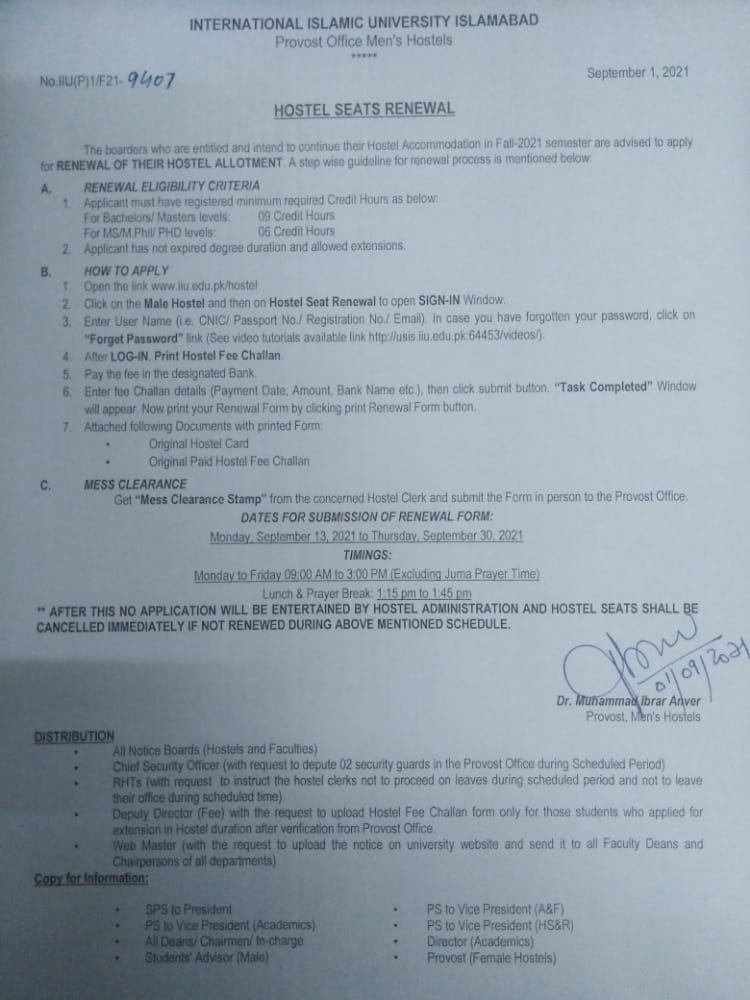 INTERNATIONAL ISLAMIC UNIVERSITY ISLAMABAD
Provost Office Men's Hostels
*****
No.IIU(P)1/F21- 9407
September 1, 2021
HOSTEL SEATS RENEWAL
The boarders who are entitled and intend to continue their Hostel Accommodation in Fall-2021 semester are advised to apply
for RENEWAL OF THEIR HOSTEL ALLOTMENT. A step wise guideline for renewal process is mentioned below:
A. RENEWAL ELIGIBILITY CRITERIA
1. Applicant must have registered minimum required Credit Hours as below:
For Bachelors/ Masters levels: 09 Credit Hours
For MS/M.Phil/ PHD levels: 06 Credit Hours
2. Applicant has not expired degree duration and allowed extensions.
B. HOW TO APPLY
1. Open the link www.iiu.edu.pk/hostel
2. Click on the Male Hostel and then on Hostel Seat Renewal to open SIGN-IN Window.
3. Enter User Name (i.e. CNIC/ Passport No./ Registration No./ Email). In case you have forgotten your password, click on
"Forget Password" link (See video tutorials available link http://usis.iiu.edu.pk:64453/videos/).
4. After LOG-IN, Print Hostel Fee Challan.
5. Pay the fee in the designated Bank.
6. Enter fee Challan details (Payment Date, Amount, Bank Name etc.), then click submit button. "Task Completed" Window
will appear. Now print your Renewal Form by clicking print Renewal Form button.
7. Attached following Documents with printed Form:
• Original Hostel Card
• Original Paid Hostel Fee Challan
C. MESS CLEARANCE
Get "Mess Clearance Stamp" from the concerned Hostel Clerk and submit the Form in person to the Provost Office.
DATES FOR SUBMISSION OF RENEWAL FORM:
Monday, September 13, 2021 to Thursday, September 30, 2021
TIMINGS:
Monday to Friday 09:00 AM to 3:00 PM (Excluding Juma Prayer Time)
Lunch & Prayer Break: 1:15 pm to 1:45 pm
** AFTER THIS NO APPLICATION WILL BE ENTERTAINED BY HOSTEL ADMINISTRATION AND HOSTEL SEATS SHALL BE
CANCELLED IMMEDIATELY IF NOT RENEWED DURING ABOVE MENTIONED SCHEDULE.
01/09/2021
Dr. Muhammad Ibrar Anver
Provost, Men's Hostels
DISTRIBUTION
• All Notice Boards (Hostels and Faculties)
• Chief Security Officer (with request to depute 02 security guards in the Provost Office during Scheduled Period)
• RHTs (with request to instruct the hostel clerks not to proceed on leaves during scheduled period and not to leave
their office during scheduled time)
• Deputy Director (Fee) with the request to upload Hostel Fee Challan form only for those students who applied for
extension in Hostel duration after verification from Provost Office.
• Web Master (with the request to upload the notice on university website and send it to all Faculty Deans and
Chairpersons of all departments)
Copy for Information:
• SPS to President
• PS to Vice President (Academics)
• All Deans/ Chairmen/ In-charge
• Students' Advisor (Male)
• PS to Vice President (A&F)
• PS to Vice President (HS&R)
• Director (Academics)
• Provost (Female Hostels)